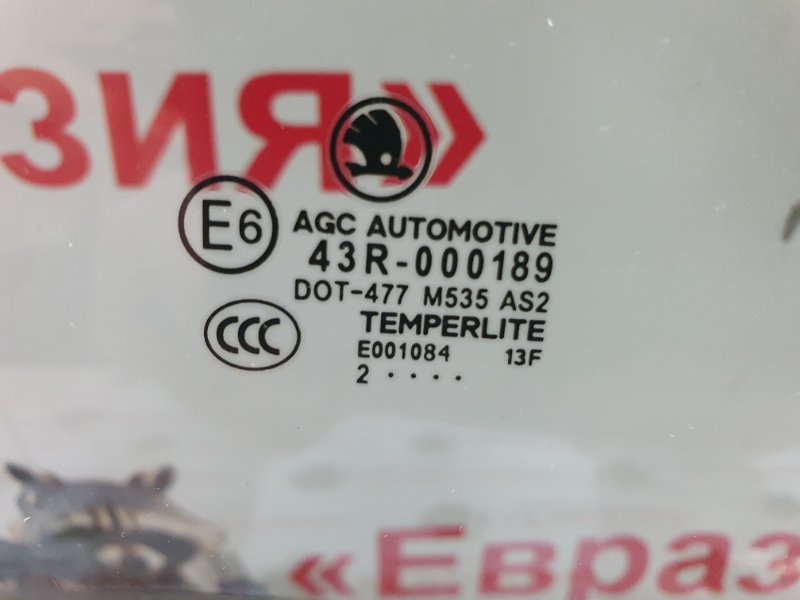 ЗИЯ»
E6
AGC AUTOMOTIVE
43R-000189
DOT-477 M535 AS2
CCC
TEMPERLITE
E001084 13F
2 · · · ·
«Евраз